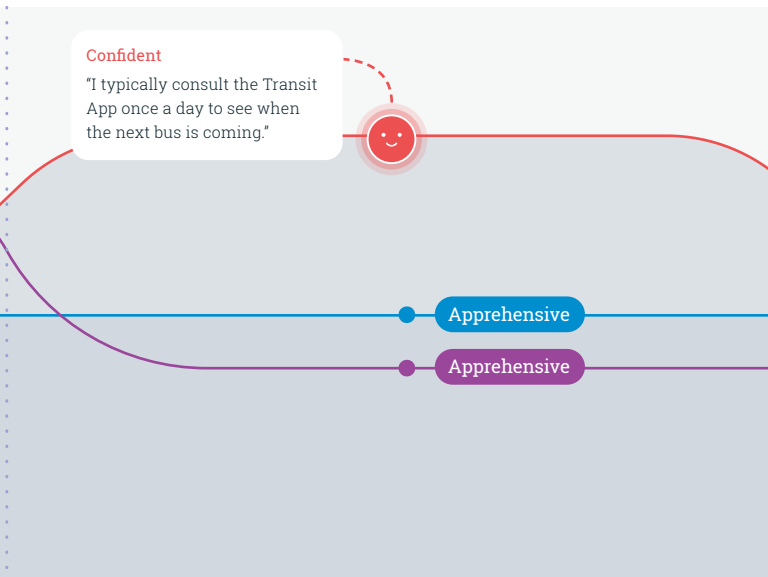 Confident
“I typically consult the Transit
App once a day to see when
the next bus is coming.”
Apprehensive
Apprehensive